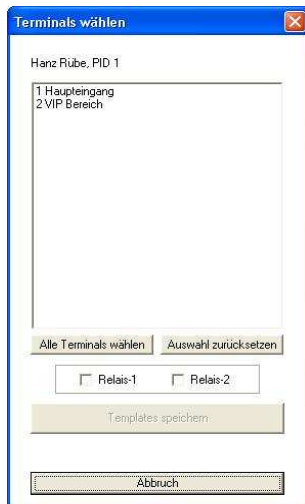 Terminals wählen
Hanz Rübe, PID 1
1 Haupteingang
2 VIP Bereich
Alle Terminals wählen Auswahl zurücksetzen
Relais-1 Relais-2
Templates speichern
Abbruch